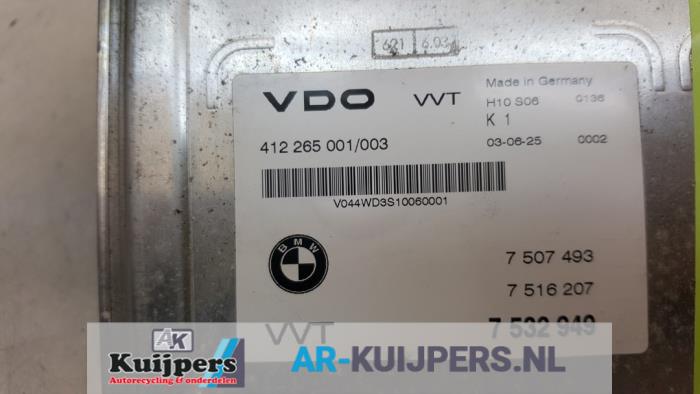 621 6.03
VDO VVT Made in Germany
H10 S06 0136
K 1
412 265 001/003 03-06-25 0002
V044WD3S10060001
BMW
7 507 493
7 516 207
VVT 7 532 949
AK
Kuijpers
Autorecycling & onderdelen
AR-KUIJPERS.NL